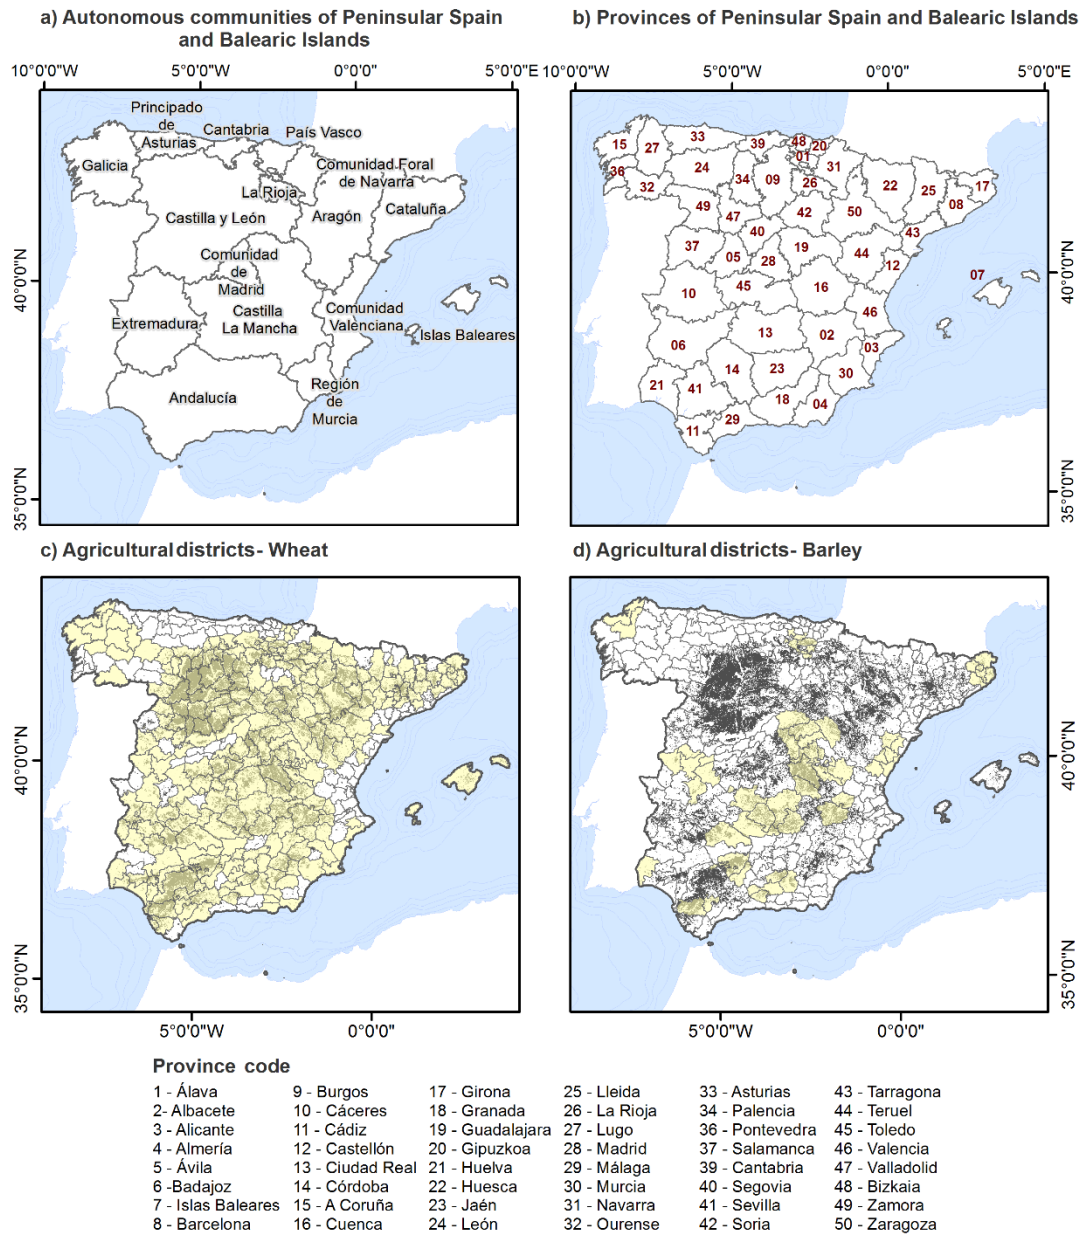 a) Autonomous communities of Peninsular Spain
and Balearic Islands
10°0'0"W
5°0'0"W
0°0'0"
5°0'0"E
Principado
de
Asturias
Cantabria
País Vasco
Galicia
Comunidad Foral
de Navarra
La Rioja
Castilla y León
Aragón
Cataluña
Comunidad
de
Madrid
Castilla
La Mancha
Extremadura
Comunidad
Valenciana
Islas Baleares
Andalucía
Región
de
Murcia
40°0'0"N
35°0'0"N
b) Provinces of Peninsular Spain and Balearic Islands
10°0'0"W
5°0'0"W
0°0'0"
5°0'0"E
15
27
33
39
48
20
01
36
32
24
34
09
26
31
22
25
17
08
49
47
42
50
43
40
37
05
28
19
44
12
07
10
45
16
46
06
13
02
03
21
41
14
23
30
18
04
11
29
40°0'0"N
35°0'0"N
c) Agricultural districts- Wheat
40°0'0"N
35°0'0"N
5°0'0"W
0°0'0"
d) Agricultural districts- Barley
40°0'0"N
35°0'0"N
5°0'0"W
0°0'0"
Province code
1 - Álava
2- Albacete
3 - Alicante
4 - Almería
5 - Ávila
6 -Badajoz
7 - Islas Baleares
8 - Barcelona
9 - Burgos
10 - Cáceres
11 - Cádiz
12 - Castellón
13 - Ciudad Real
14 - Córdoba
15 - A Coruña
16 - Cuenca
17 - Girona
18 - Granada
19 - Guadalajara
20 - Gipuzkoa
21 - Huelva
22 - Huesca
23 - Jaén
24 - León
25 - Lleida
26 - La Rioja
27 - Lugo
28 - Madrid
29 - Málaga
30 - Murcia
31 - Navarra
32 - Ourense
33 - Asturias
34 - Palencia
36 - Pontevedra
37 - Salamanca
39 - Cantabria
40 - Segovia
41 - Sevilla
42 - Soria
43 - Tarragona
44 - Teruel
45 - Toledo
46 - Valencia
47 - Valladolid
48 - Bizkaia
49 - Zamora
50 - Zaragoza